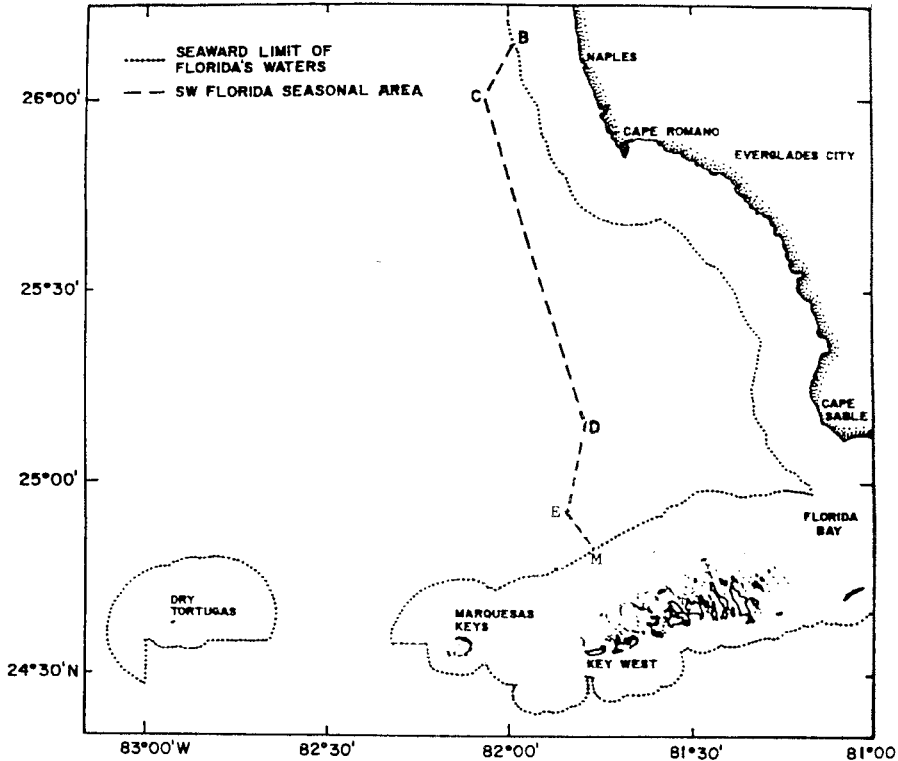 SEAWARD LIMIT OF
FLORIDA'S WATERS
SW FLORIDA SEASONAL AREA
B
NAPLES
26°00'
C
CAPE ROMANO
EVERGLADES CITY
25°30'
CAPE
SABLE
D
25°00'
E
FLORIDA
BAY
M
DRY
TORTUGAS
MARQUESAS
KEYS
KEY WEST
24°30'N
83°00'W
82°30'
82°00'
81°30'
81°00